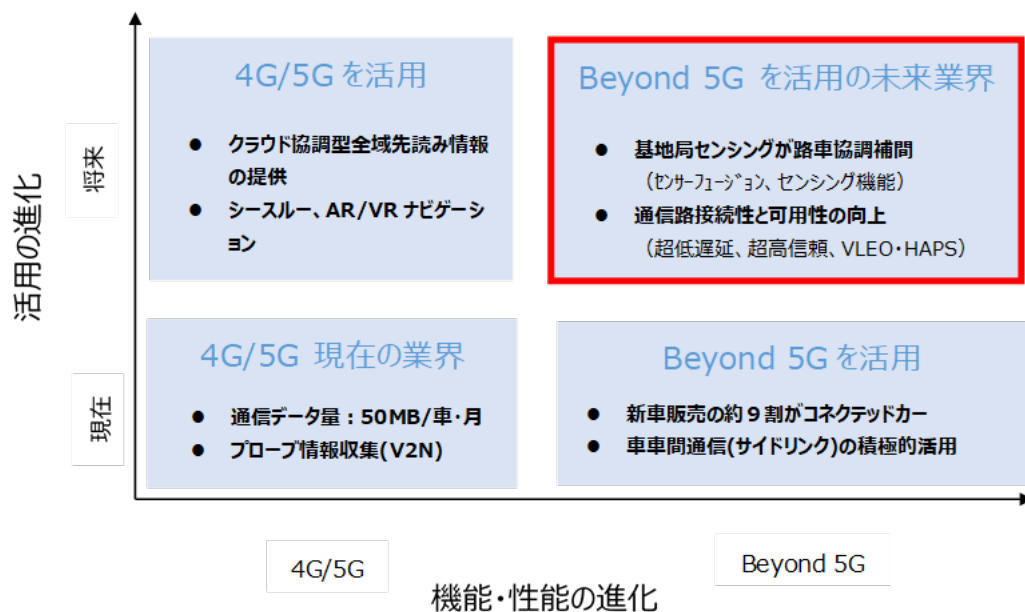 4G/5G を活用
● クラウド協調型全域先読み情報
の提供
● シースルー、AR/VR ナビゲーシ
ョン
Beyond 5G を活用の未来業界
● 基地局センシングが路車協調補間
（ｾﾝｻｰﾌｭｰｼﾞｮﾝ、センシング機能）
● 通信路接続性と可用性の向上
（超低遅延、超高信頼、VLEO・HAPS）
活用の進化
将来
4G/5G 現在の業界
● 通信データ量：50MB/車・月
● プローブ情報収集(V2N)
Beyond 5G を活用
● 新車販売の約９割がコネクテッドカー
● 車車間通信(サイドリンク)の積極的活用
現在
4G/5G
Beyond 5G
機能・性能の進化